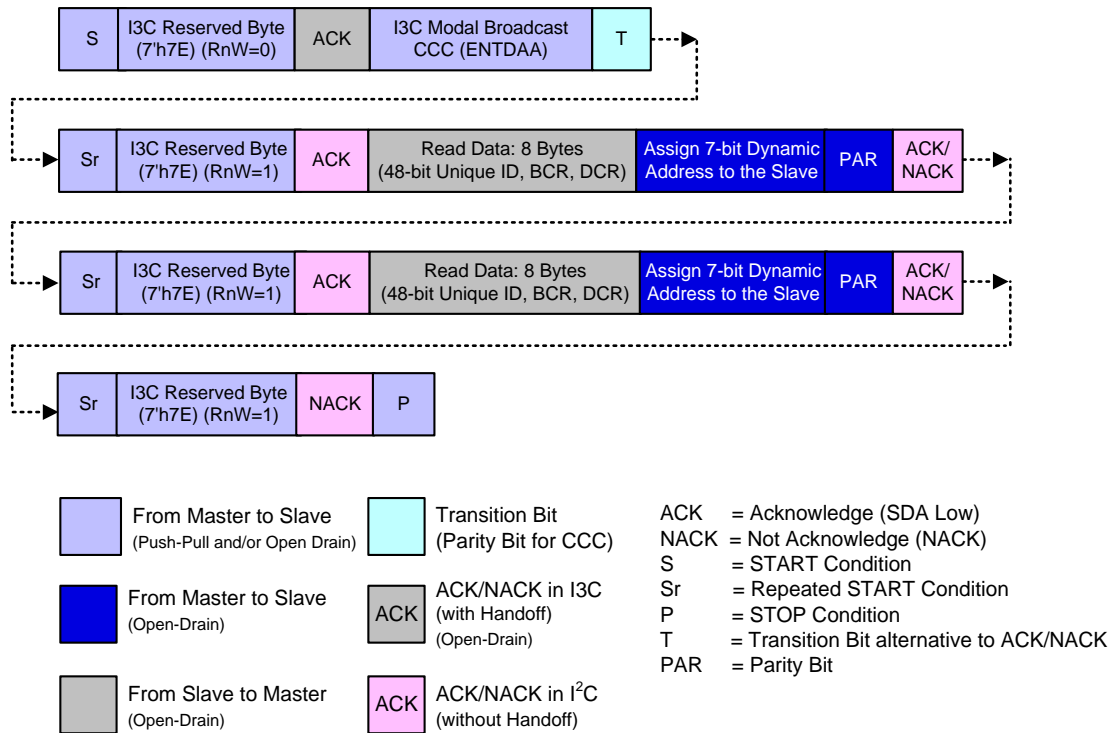 S
I3C Reserved Byte
(7'h7E) (RnW=0)
ACK
I3C Modal Broadcast
CCC (ENTDAA)
T
Sr
I3C Reserved Byte
(7'h7E) (RnW=1)
ACK
Read Data: 8 Bytes
(48-bit Unique ID, BCR, DCR)
Assign 7-bit Dynamic
Address to the Slave
PAR
ACK/
NACK
Sr
I3C Reserved Byte
(7'h7E) (RnW=1)
ACK
Read Data: 8 Bytes
(48-bit Unique ID, BCR, DCR)
Assign 7-bit Dynamic
Address to the Slave
PAR
ACK/
NACK
Sr
I3C Reserved Byte
(7'h7E) (RnW=1)
NACK
P
From Master to Slave
(Push-Pull and/or Open Drain)
From Master to Slave
(Open-Drain)
From Slave to Master
(Open-Drain)
Transition Bit
(Parity Bit for CCC)
ACK
ACK/NACK in I3C
(with Handoff)
(Open-Drain)
ACK
ACK/NACK in I²C
(without Handoff)
ACK = Acknowledge (SDA Low)
NACK = Not Acknowledge (NACK)
S = START Condition
Sr = Repeated START Condition
P = STOP Condition
T = Transition Bit alternative to ACK/NACK
PAR = Parity Bit